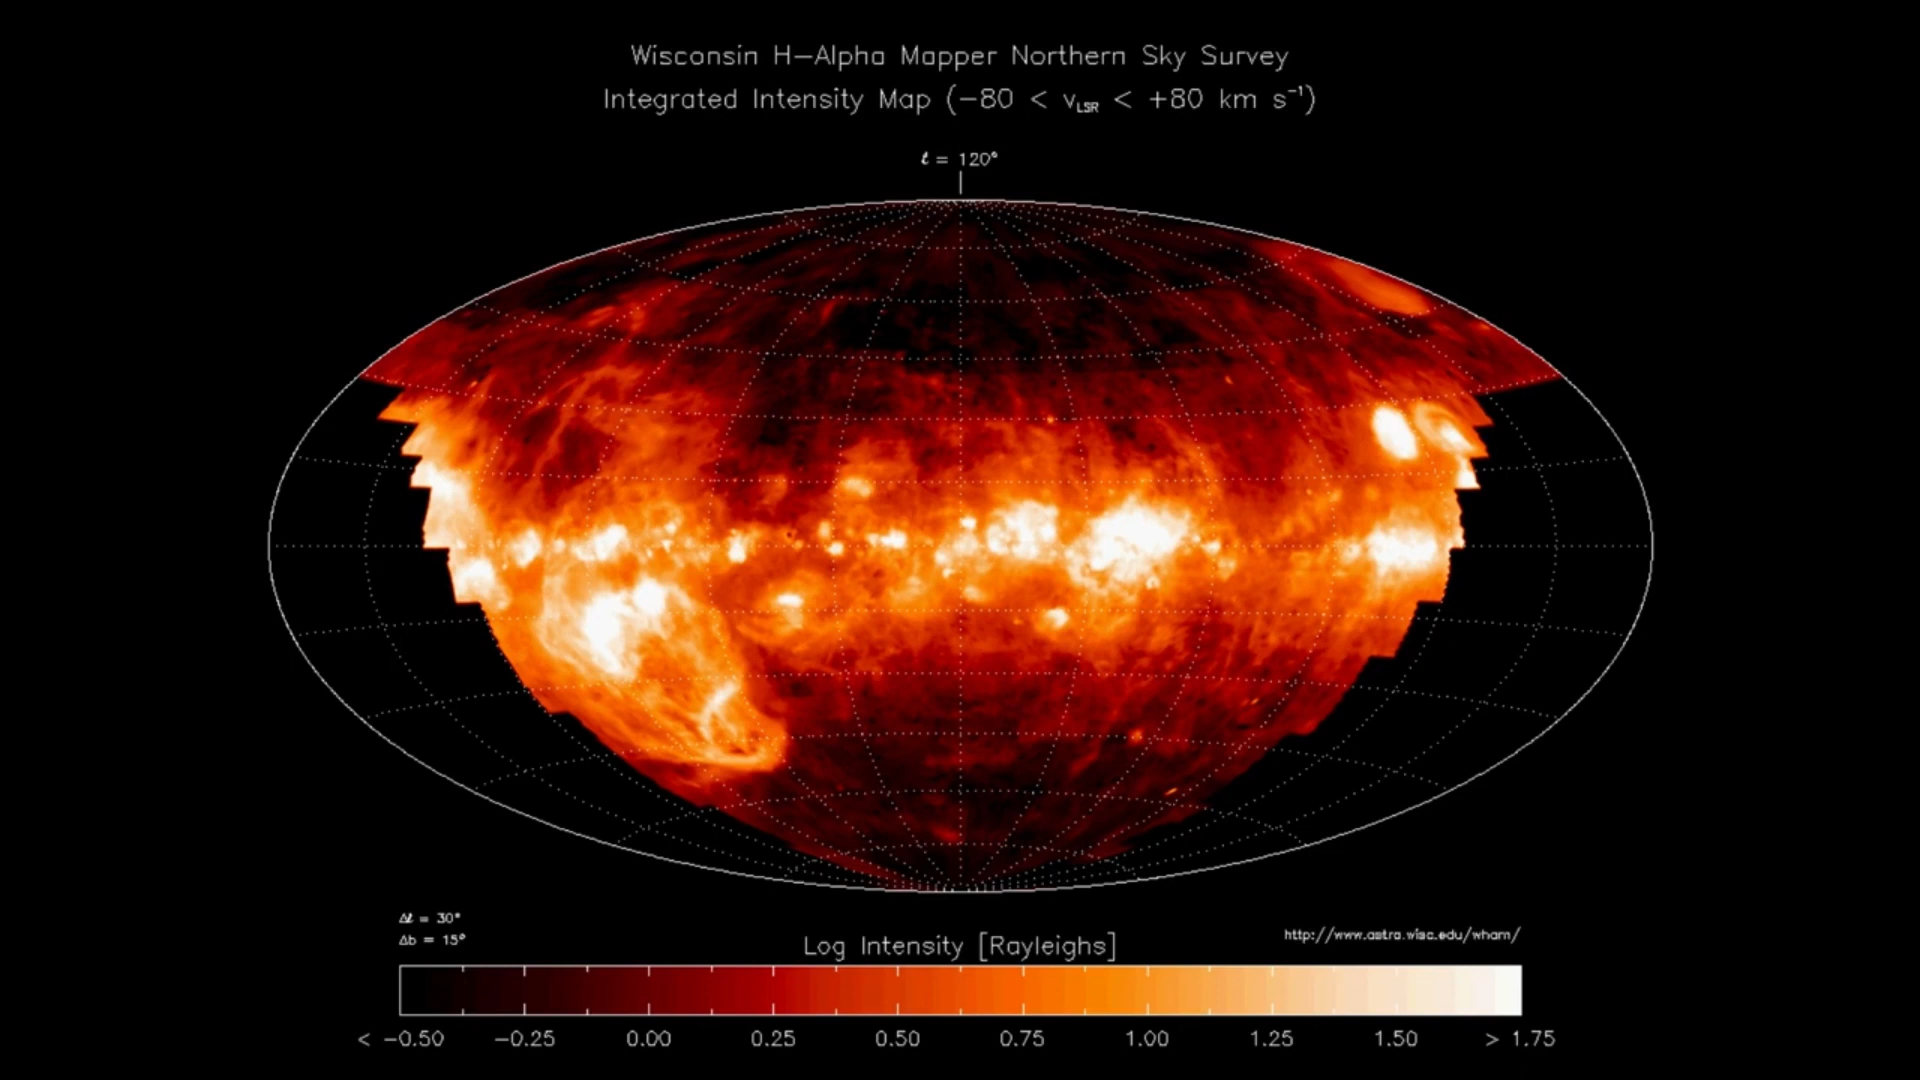 Wisconsin H-Alpha Mapper Northern Sky Survey
Integrated Intensity Map (-80 < vLSR < +80 km s⁻¹)
ℓ = 120°
Δℓ = 30°
Δb = 15°
http://www.astro.wisc.edu/wham/
Log Intensity [Rayleighs]
< -0.50 -0.25 0.00 0.25 0.50 0.75 1.00 1.25 1.50 > 1.75